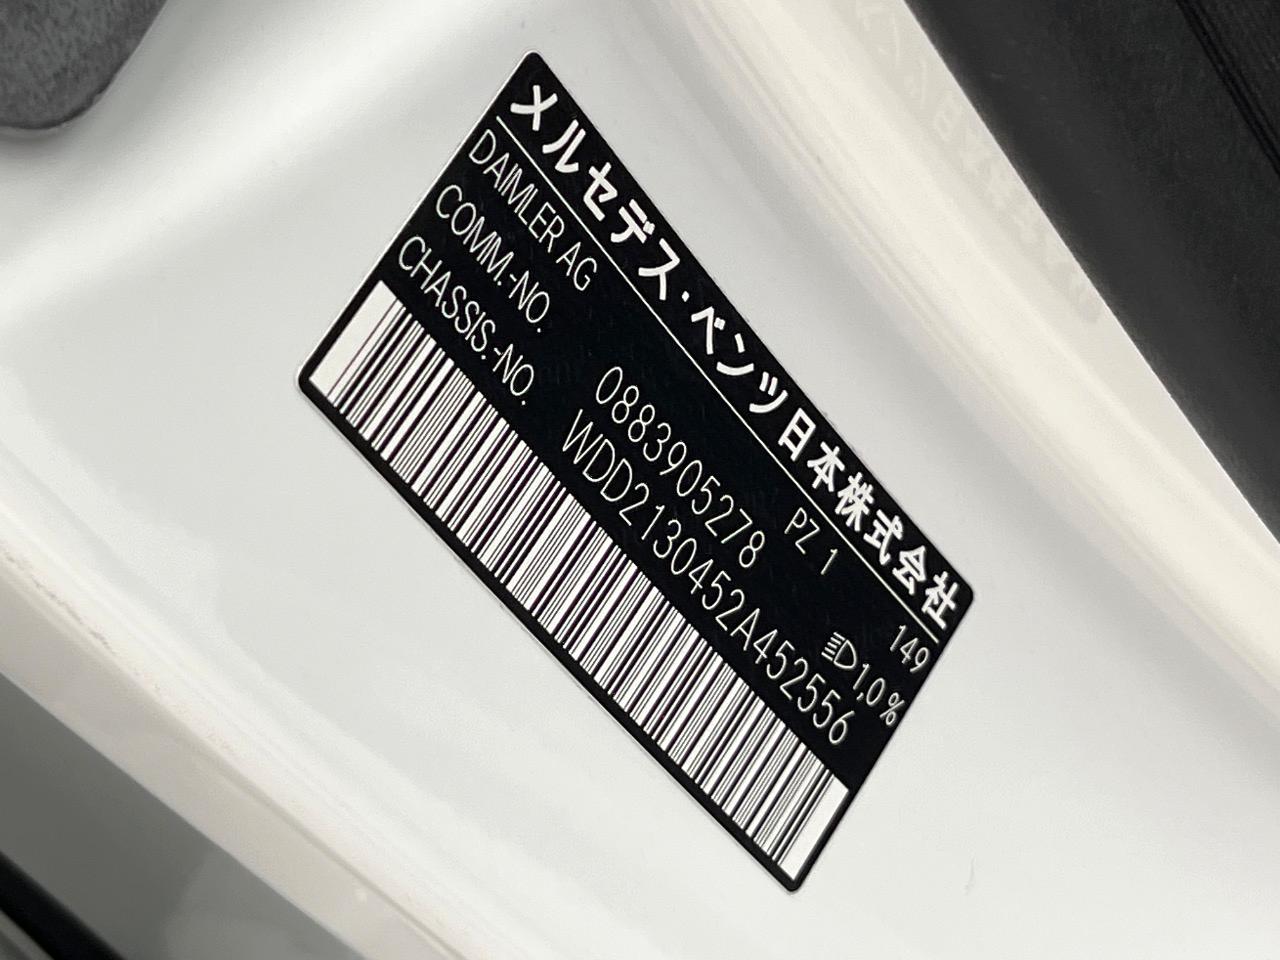 メルセデス・ベンツ日本株式会社
DAIMLER AG PZ 1 149
COMM.-NO. 0883905278 1,0 %
CHASSIS.-NO. WDD2130452A452556